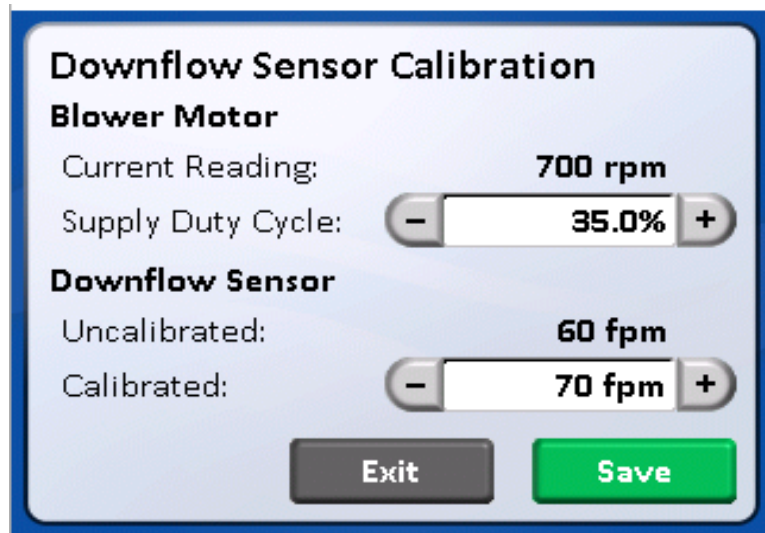 Downflow Sensor Calibration
Blower Motor
Current Reading: 700 rpm
Supply Duty Cycle: - 35.0% +
Downflow Sensor
Uncalibrated: 60 fpm
Calibrated: - 70 fpm +
Exit Save